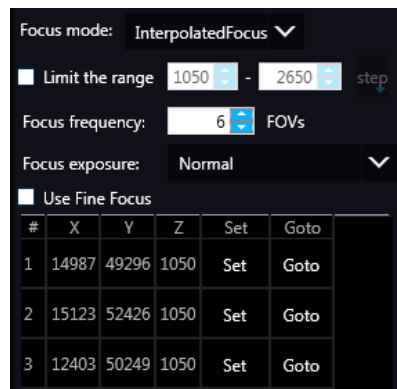 Focus mode: InterpolatedFocus
Limit the range 1050 - 2650 step
Focus frequency: 6 FOVs
Focus exposure: Normal
Use Fine Focus
# X Y Z Set Goto
1 14987 49296 1050 Set Goto
2 15123 52426 1050 Set Goto
3 12403 50249 1050 Set Goto